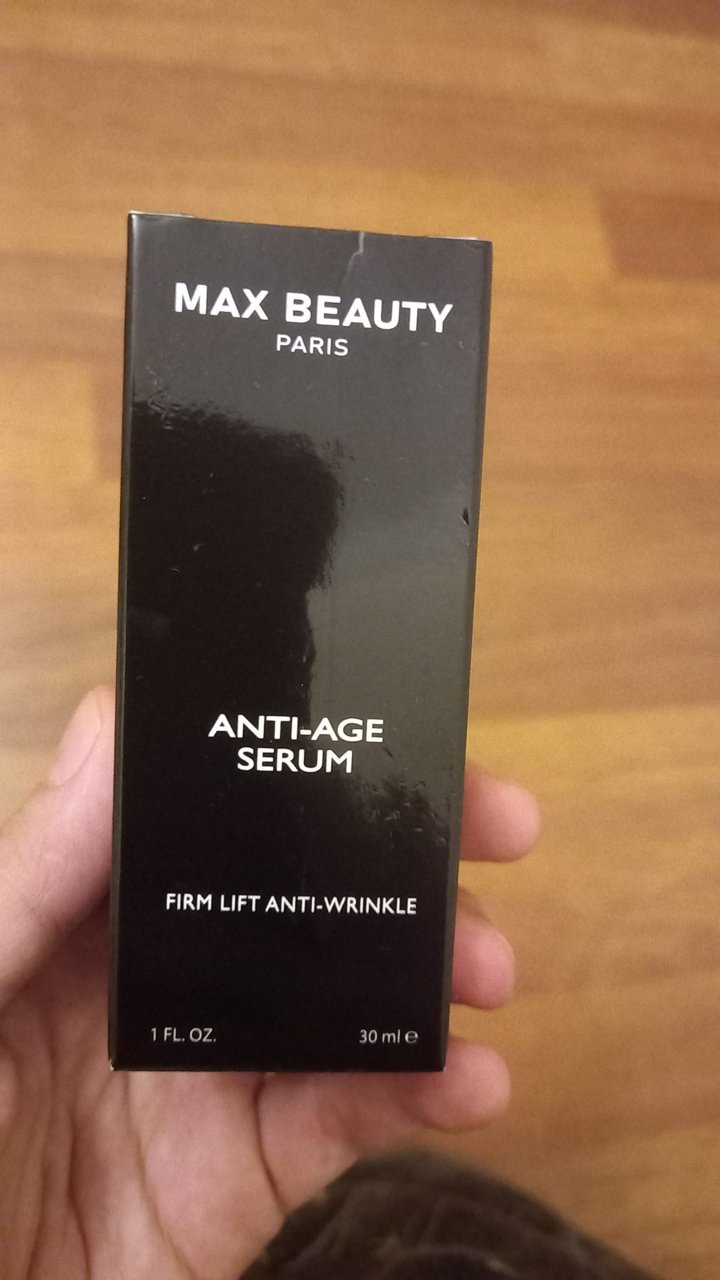 MAX BEAUTY
PARIS
ANTI-AGE
SERUM
FIRM LIFT ANTI-WRINKLE
1 FL. OZ. 30 ml ℮